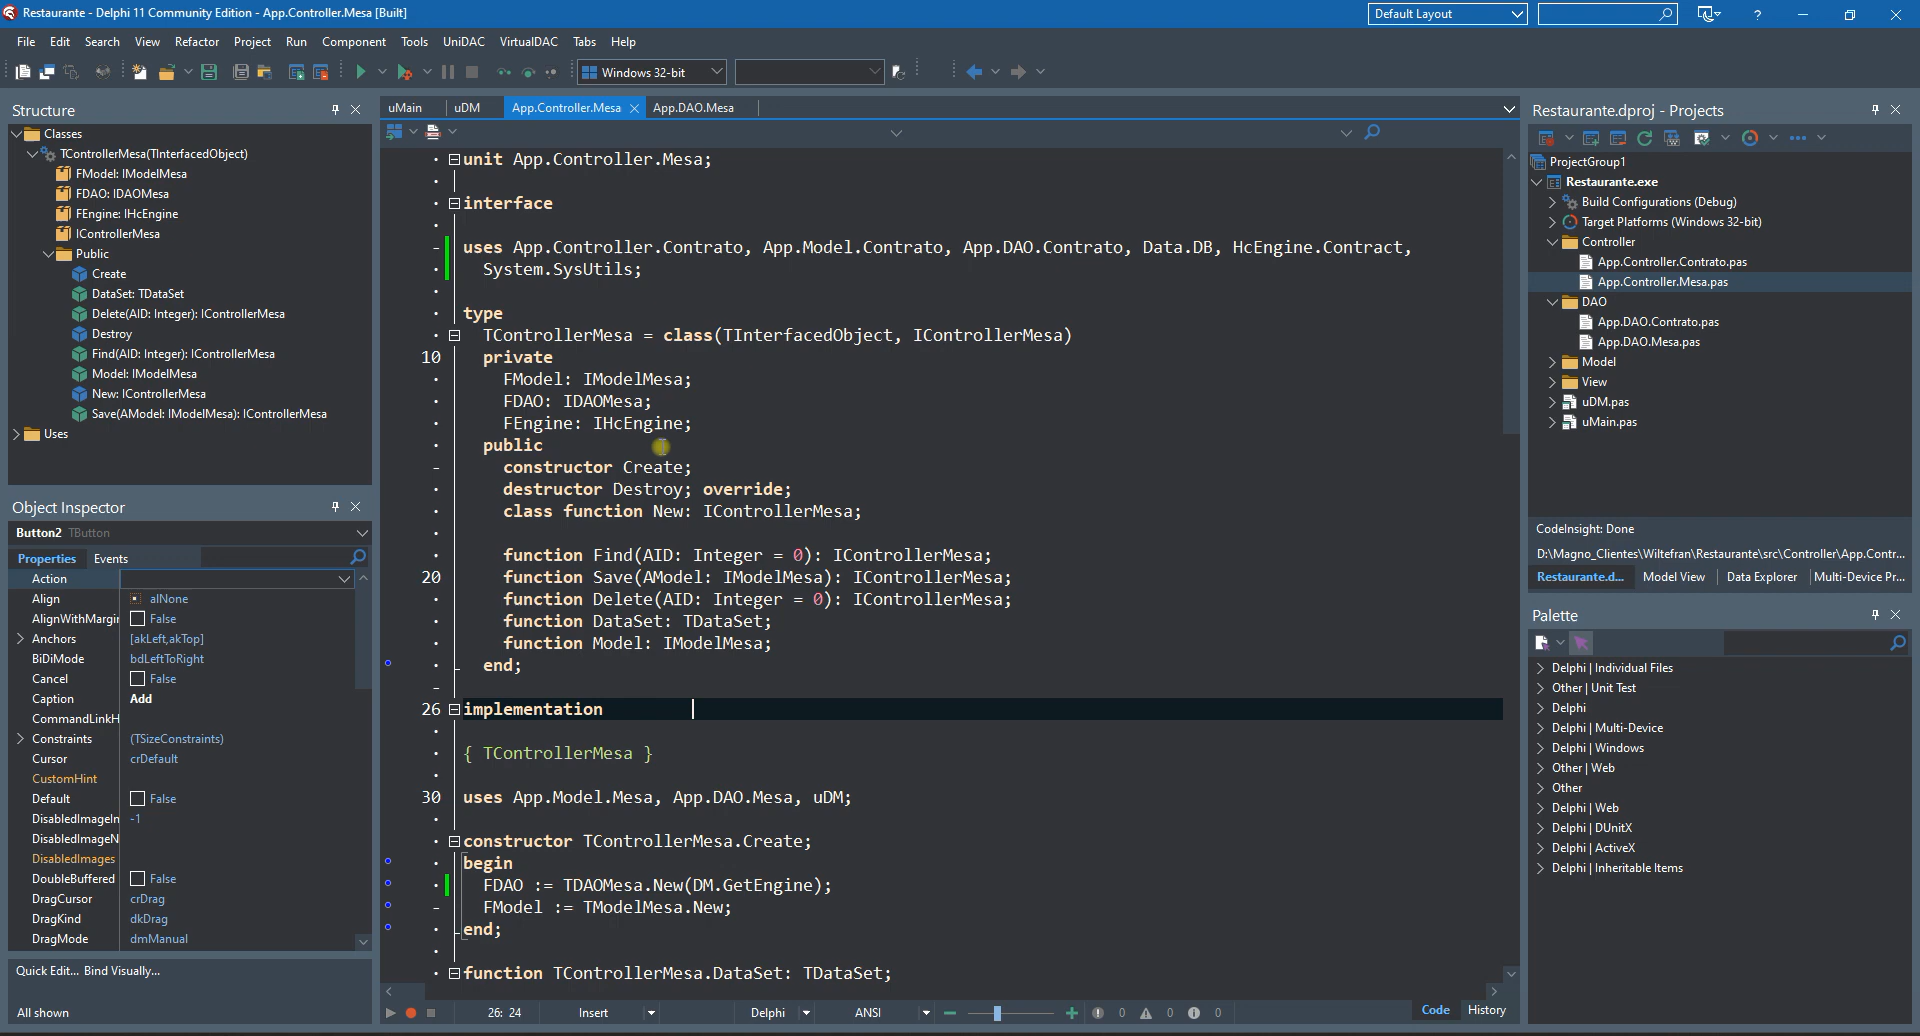 Restaurante - Delphi 11 Community Edition - App.Controller.Mesa [Built]
Default Layout
?
File Edit Search View Refactor Project Run Component Tools UniDAC VirtualDAC Tabs Help
Windows 32-bit
Structure
Classes
TControllerMesa(TInterfacedObject)
FModel: IModelMesa
FDAO: IDAOMesa
FEngine: IHcEngine
IControllerMesa
Public
Create
DataSet: TDataSet
Delete(AID: Integer): IControllerMesa
Destroy
Find(AID: Integer): IControllerMesa
Model: IModelMesa
New: IControllerMesa
Save(AModel: IModelMesa): IControllerMesa
Uses
Object Inspector
Button2 TButton
Properties Events
Action
Align alNone
AlignWithMargir False
Anchors [akLeft,akTop]
BiDiMode bdLeftToRight
Cancel False
Caption Add
CommandLinkH
Constraints (TSizeConstraints)
Cursor crDefault
CustomHint
Default False
DisabledImageIn -1
DisabledImageN
DisabledImages
DoubleBuffered False
DragCursor crDrag
DragKind dkDrag
DragMode dmManual
Quick Edit... Bind Visually...
All shown
uMain uDM App.Controller.Mesa App.DAO.Mesa
unit App.Controller.Mesa;
interface
uses App.Controller.Contrato, App.Model.Contrato, App.DAO.Contrato, Data.DB, HcEngine.Contract,
System.SysUtils;
type
TControllerMesa = class(TInterfacedObject, IControllerMesa)
10 private
FModel: IModelMesa;
FDAO: IDAOMesa;
FEngine: IHcEngine;
public
constructor Create;
destructor Destroy; override;
class function New: IControllerMesa;
function Find(AID: Integer = 0): IControllerMesa;
20 function Save(AModel: IModelMesa): IControllerMesa;
function Delete(AID: Integer = 0): IControllerMesa;
function DataSet: TDataSet;
function Model: IModelMesa;
end;
26 implementation
{ TControllerMesa }
30 uses App.Model.Mesa, App.DAO.Mesa, uDM;
constructor TControllerMesa.Create;
begin
FDAO := TDAOMesa.New(DM.GetEngine);
FModel := TModelMesa.New;
end;
function TControllerMesa.DataSet: TDataSet;
26: 24 Insert Delphi ANSI 0 0 0 Code History
Restaurante.dproj - Projects
ProjectGroup1
Restaurante.exe
Build Configurations (Debug)
Target Platforms (Windows 32-bit)
Controller
App.Controller.Contrato.pas
App.Controller.Mesa.pas
DAO
App.DAO.Contrato.pas
App.DAO.Mesa.pas
Model
View
uDM.pas
uMain.pas
CodeInsight: Done
D:\Magno_Clientes\Wiltefran\Restaurante\src\Controller\App.Contr...
Restaurante.d... Model View Data Explorer Multi-Device Pr...
Palette
Delphi | Individual Files
Other | Unit Test
Delphi
Delphi | Multi-Device
Delphi | Windows
Other | Web
Other
Delphi | Web
Delphi | DUnitX
Delphi | ActiveX
Delphi | Inheritable Items